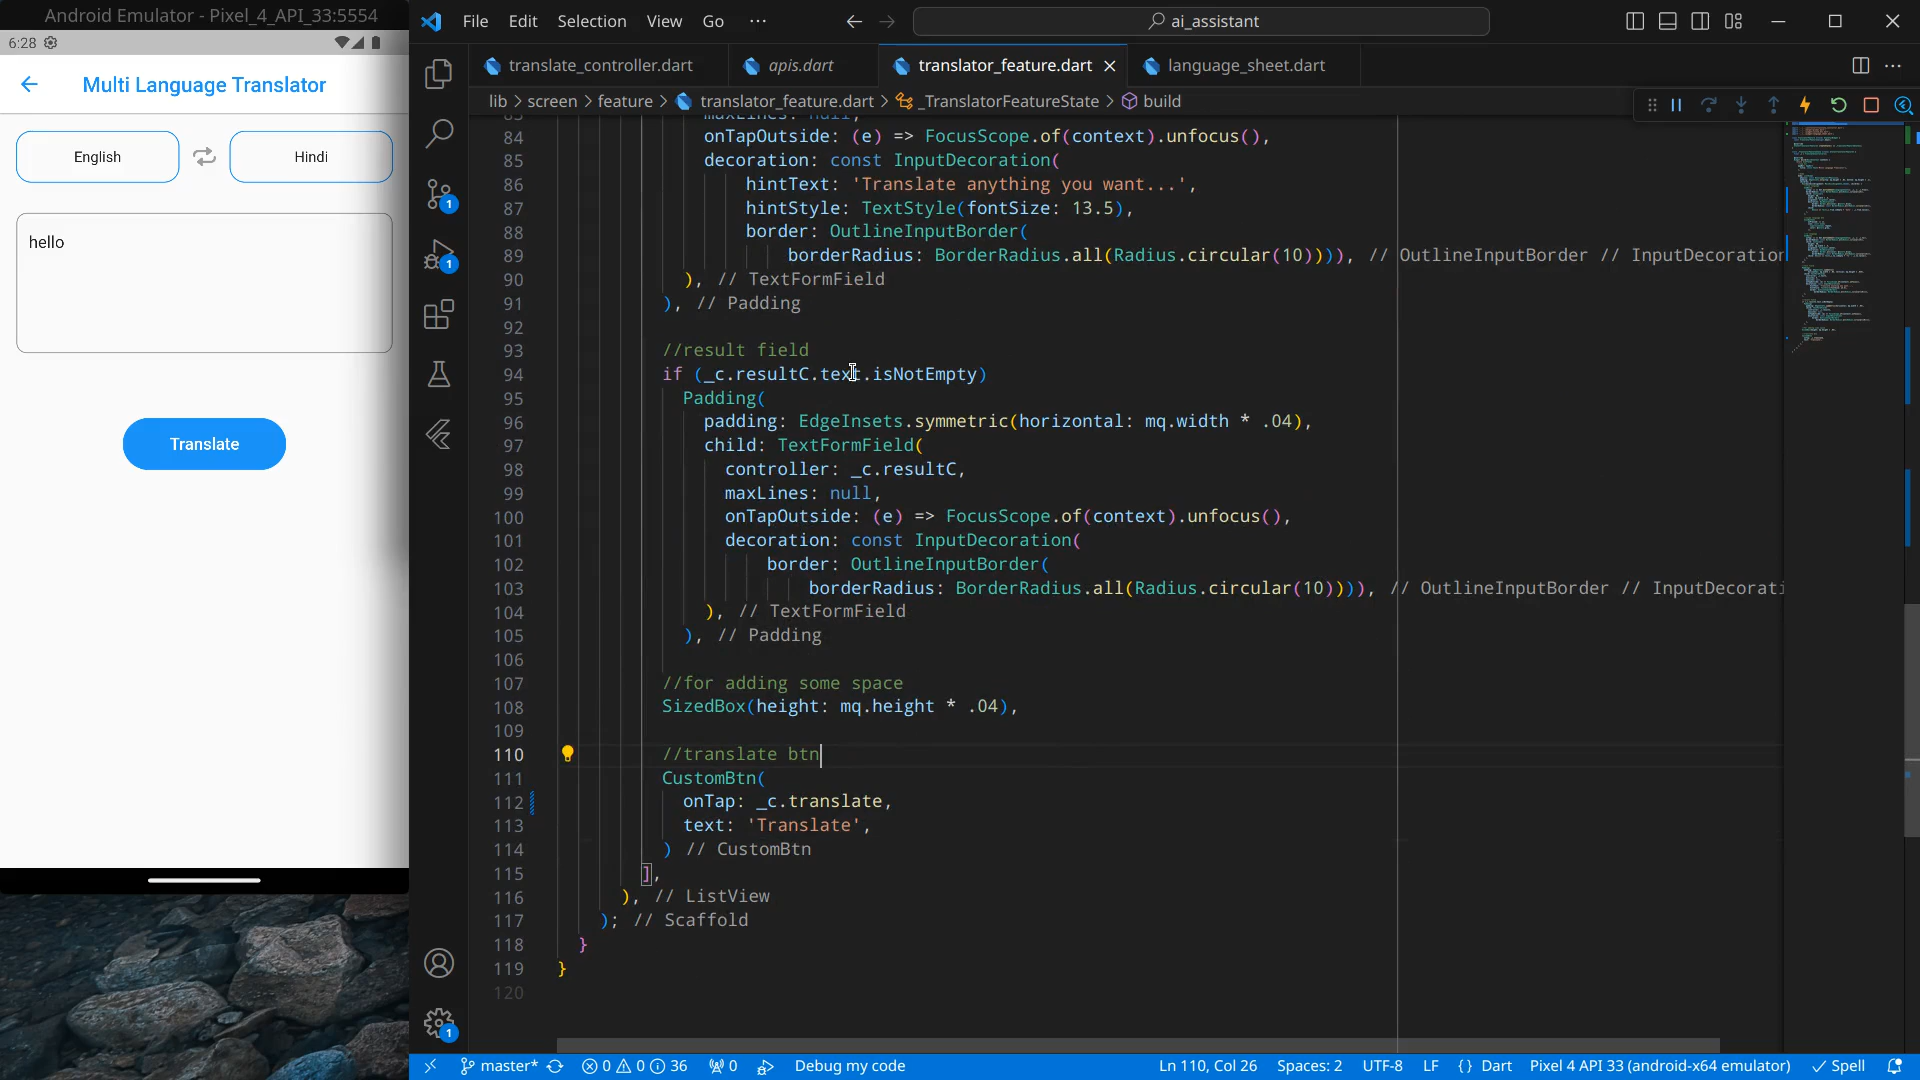 Android Emulator - Pixel_4_API_33:5554
6:28
Multi Language Translator
English
Hindi
hello
Translate
File Edit Selection View Go ···
ai_assistant
translate_controller.dart
apis.dart
translator_feature.dart
language_sheet.dart
lib > screen > feature > translator_feature.dart > _TranslatorFeatureState > build
83 maxLines: null,
84 onTapOutside: (e) => FocusScope.of(context).unfocus(),
85 decoration: const InputDecoration(
86 hintText: 'Translate anything you want...',
87 hintStyle: TextStyle(fontSize: 13.5),
88 border: OutlineInputBorder(
89 borderRadius: BorderRadius.all(Radius.circular(10)))), // OutlineInputBorder // InputDecoration
90 ), // TextFormField
91 ), // Padding
92
93 //result field
94 if (_c.resultC.text.isNotEmpty)
95 Padding(
96 padding: EdgeInsets.symmetric(horizontal: mq.width * .04),
97 child: TextFormField(
98 controller: _c.resultC,
99 maxLines: null,
100 onTapOutside: (e) => FocusScope.of(context).unfocus(),
101 decoration: const InputDecoration(
102 border: OutlineInputBorder(
103 borderRadius: BorderRadius.all(Radius.circular(10)))), // OutlineInputBorder // InputDecorati
104 ), // TextFormField
105 ), // Padding
106
107 //for adding some space
108 SizedBox(height: mq.height * .04),
109
110 //translate btn
111 CustomBtn(
112 onTap: _c.translate,
113 text: 'Translate',
114 ) // CustomBtn
115 ],
116 ), // ListView
117 ); // Scaffold
118 }
119 }
120
1
1
1
master* 0 0 36 0 Debug my code Ln 110, Col 26 Spaces: 2 UTF-8 LF {} Dart Pixel 4 API 33 (android-x64 emulator) Spell